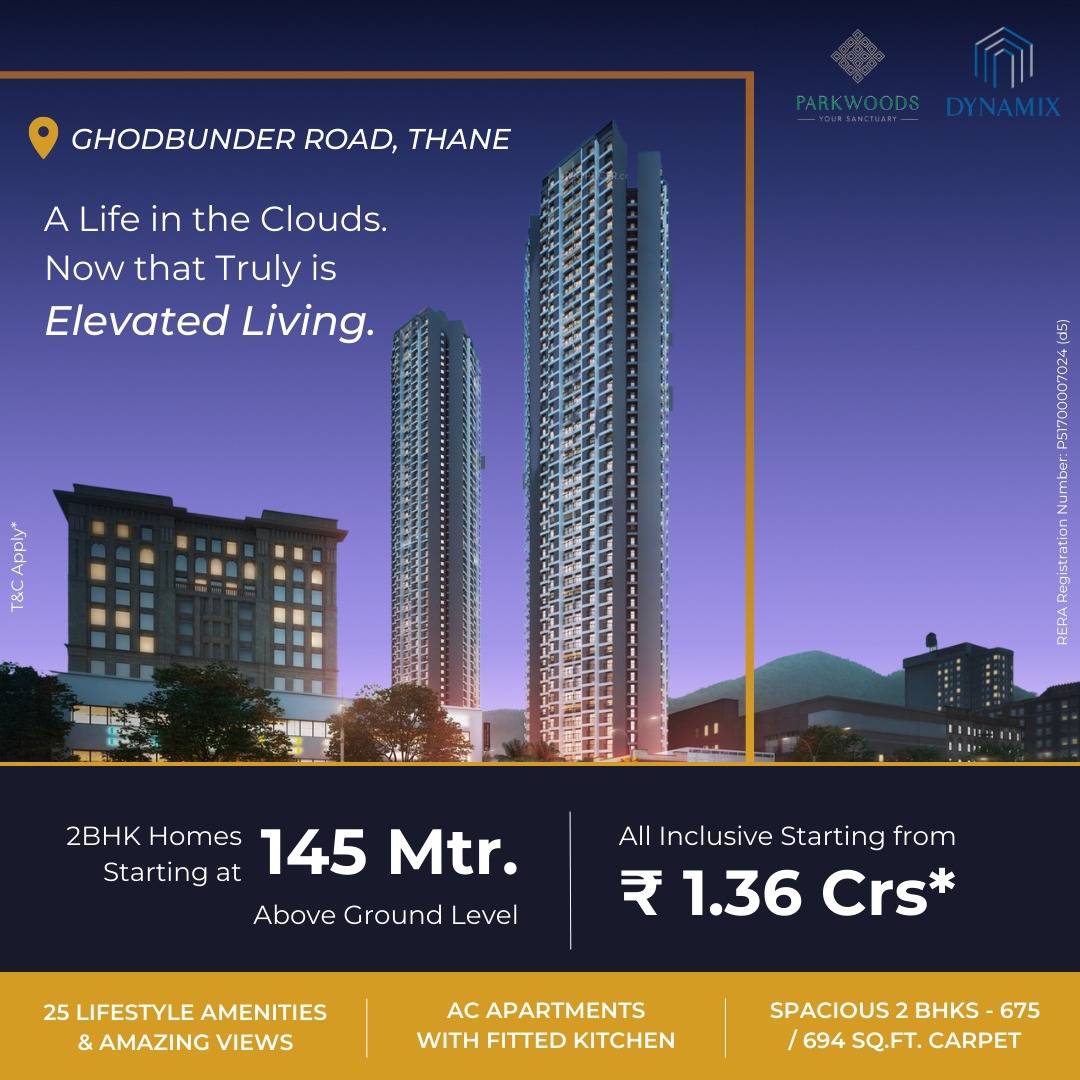 PARKWOODS
YOUR SANCTUARY
DYNAMIX
GHODBUNDER ROAD, THANE
A Life in the Clouds.
Now that Truly is
Elevated Living.
T&C Apply*
RERA Registration Number: P51700007024 (d5)
2BHK Homes
Starting at
145 Mtr.
Above Ground Level
All Inclusive Starting from
₹ 1.36 Crs*
25 LIFESTYLE AMENITIES
& AMAZING VIEWS
AC APARTMENTS
WITH FITTED KITCHEN
SPACIOUS 2 BHKS - 675
/ 694 SQ.FT. CARPET